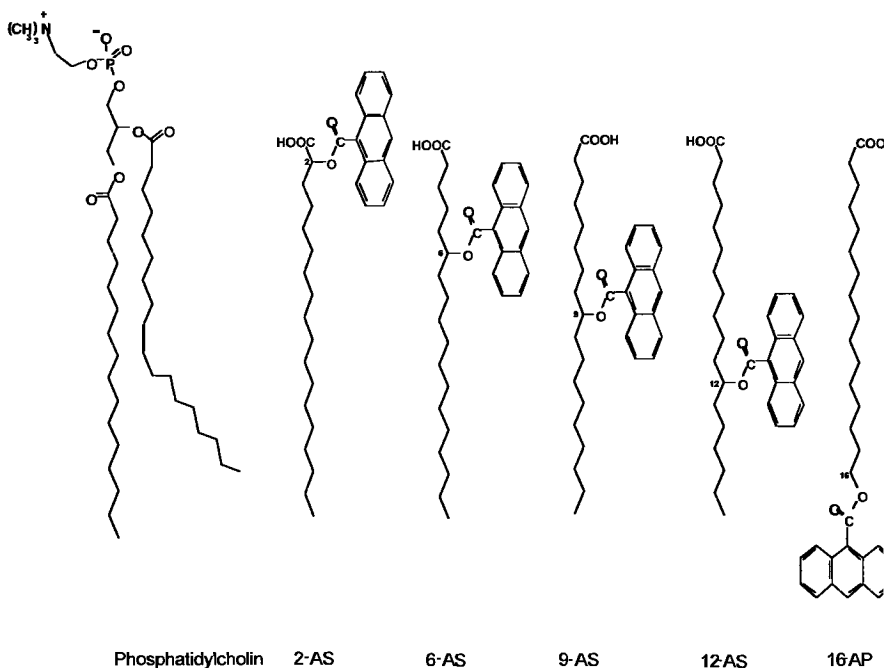 (CH3)3N+
-O
O
O-P
O
O
O
O
O
HOOC
O
C
2
O
HOOC
O
C
6
O
COOH
O
C
9
O
HOOC
O
C
12
O
COO
16
O
O
C
Phosphatidylcholin 2-AS 6-AS 9-AS 12-AS 16-AP